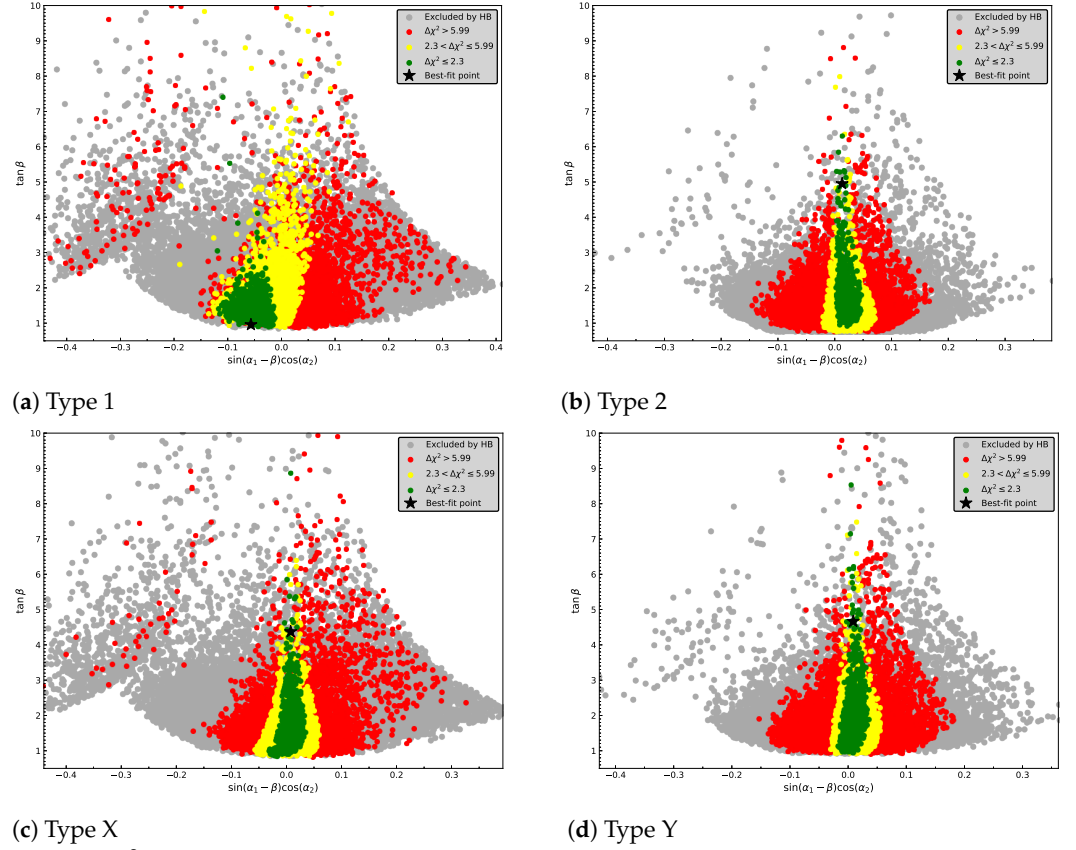 10
9
8
7
6
5
4
3
2
1
tan β
−0.4 −0.3 −0.2 −0.1 0.0 0.1 0.2 0.3 0.4
sin(α₁ − β)cos(α₂)
Excluded by HB
Δχ² > 5.99
2.3 < Δχ² ≤ 5.99
Δχ² ≤ 2.3
Best-fit point
(a) Type 1
10
9
8
7
6
5
4
3
2
1
tan β
−0.4 −0.3 −0.2 −0.1 0.0 0.1 0.2 0.3
sin(α₁ − β)cos(α₂)
Excluded by HB
Δχ² > 5.99
2.3 < Δχ² ≤ 5.99
Δχ² ≤ 2.3
Best-fit point
(b) Type 2
10
9
8
7
6
5
4
3
2
1
tan β
−0.4 −0.3 −0.2 −0.1 0.0 0.1 0.2 0.3
sin(α₁ − β)cos(α₂)
Excluded by HB
Δχ² > 5.99
2.3 < Δχ² ≤ 5.99
Δχ² ≤ 2.3
Best-fit point
(c) Type X
10
9
8
7
6
5
4
3
2
1
tan β
−0.4 −0.3 −0.2 −0.1 0.0 0.1 0.2 0.3
sin(α₁ − β)cos(α₂)
Excluded by HB
Δχ² > 5.99
2.3 < Δχ² ≤ 5.99
Δχ² ≤ 2.3
Best-fit point
(d) Type Y